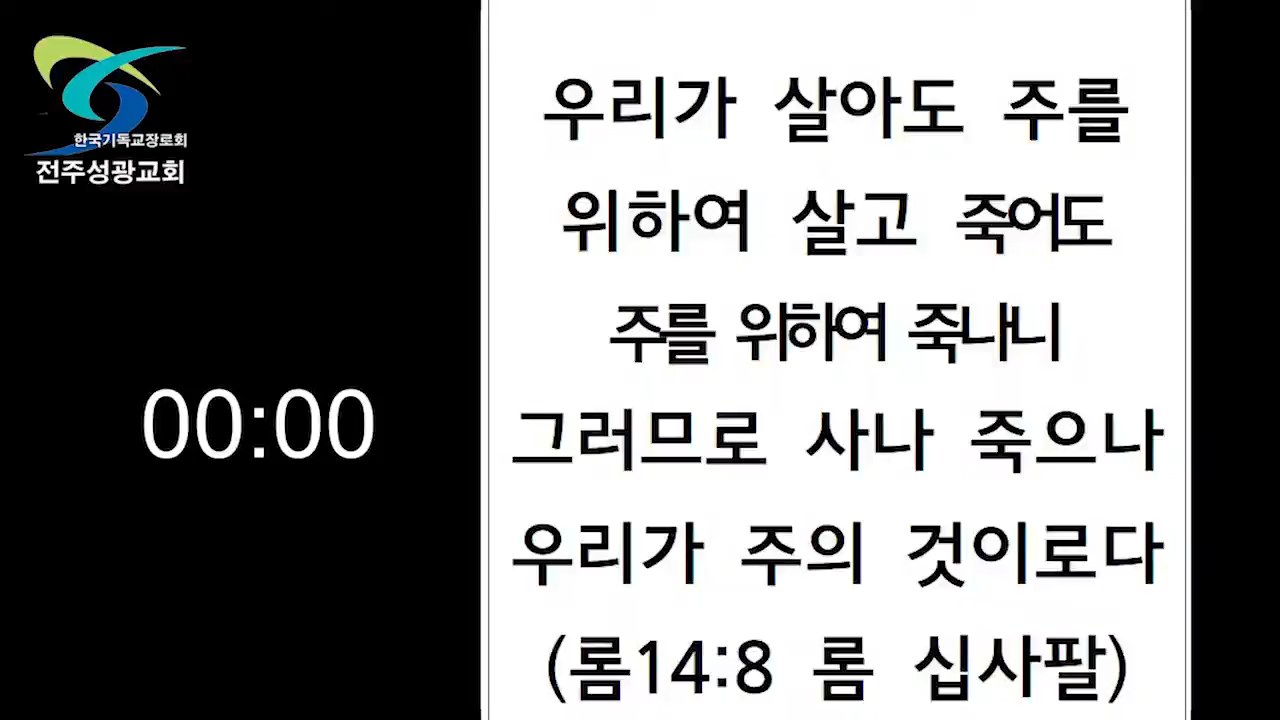 한국기독교장로회
전주성광교회
00:00
우리가 살아도 주를
위하여 살고 죽어도
주를 위하여 죽나니
그러므로 사나 죽으나
우리가 주의 것이로다
(롬14:8 롬 십사팔)